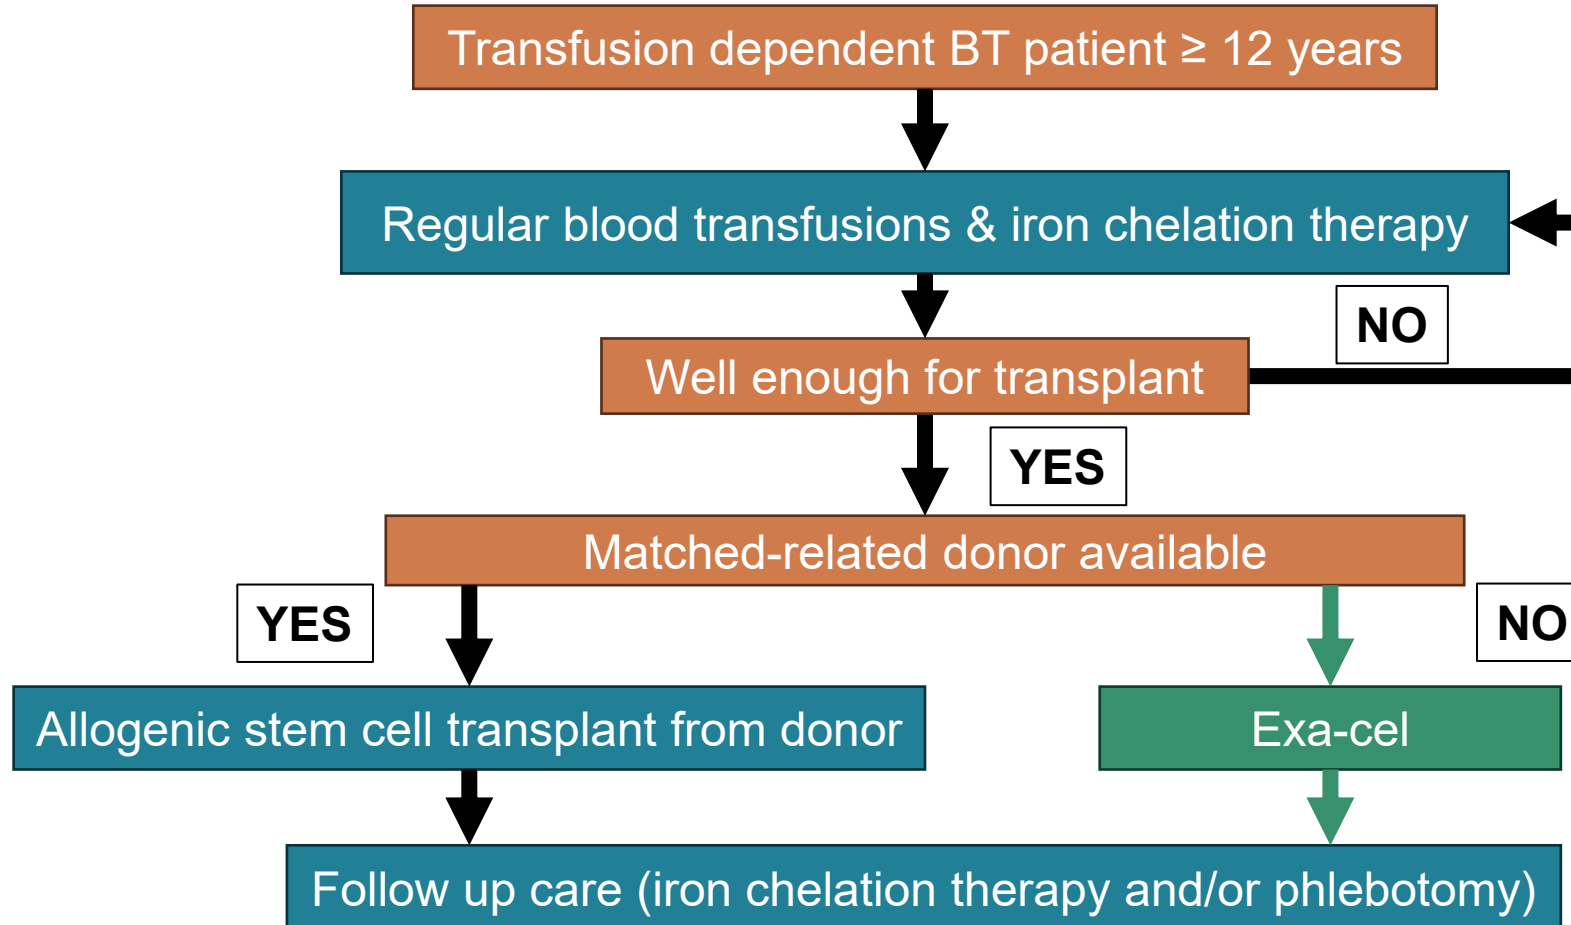 Transfusion dependent BT patient ≥ 12 years
Regular blood transfusions & iron chelation therapy
NO
Well enough for transplant
YES
Matched-related donor available
YES
NO
Allogenic stem cell transplant from donor
Exa-cel
Follow up care (iron chelation therapy and/or phlebotomy)